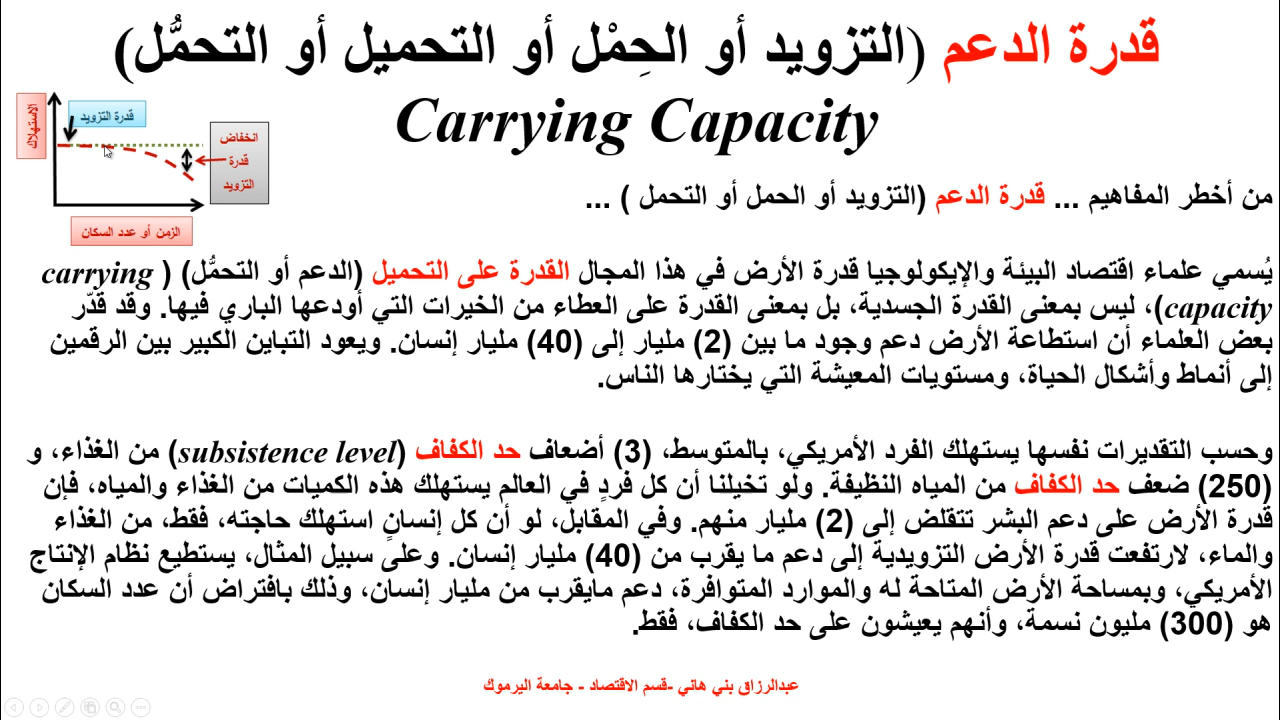 قدرة الدعم (التزويد أو الحِمْل أو التحميل أو التحمُّل)
Carrying Capacity
الاستهلاك
قدرة التزويد
انخفاض
قدرة
التزويد
الزمن أو عدد السكان
من أخطر المفاهيم ... قدرة الدعم (التزويد أو الحمل أو التحمل ) ...
يُسمي علماء اقتصاد البيئة والإيكولوجيا قدرة الأرض في هذا المجال القدرة على التحميل (الدعم أو التحمُّل) ( carrying
capacity)، ليس بمعنى القدرة الجسدية، بل بمعنى القدرة على العطاء من الخيرات التي أودعها الباري فيها. وقد قدّر
بعض العلماء أن استطاعة الأرض دعم وجود ما بين (2) مليار إلى (40) مليار إنسان. ويعود التباين الكبير بين الرقمين
إلى أنماط وأشكال الحياة، ومستويات المعيشة التي يختارها الناس.
وحسب التقديرات نفسها يستهلك الفرد الأمريكي، بالمتوسط، (3) أضعاف حد الكفاف (subsistence level) من الغذاء، و
(250) ضعف حد الكفاف من المياه النظيفة. ولو تخيلنا أن كل فردٍ في العالم يستهلك هذه الكميات من الغذاء والمياه، فإن
قدرة الأرض على دعم البشر تتقلض إلى (2) مليار منهم. وفي المقابل، لو أن كل إنسانٍ استهلك حاجته، فقط، من الغذاء
والماء، لارتفعت قدرة الأرض التزويدية إلى دعم ما يقرب من (40) مليار إنسان. وعلى سبيل المثال، يستطيع نظام الإنتاج
الأمريكي، وبمساحة الأرض المتاحة له والموارد المتوافرة، دعم مايقرب من مليار إنسان، وذلك بافتراض أن عدد السكان
هو (300) مليون نسمة، وأنهم يعيشون على حد الكفاف، فقط.
عبدالرزاق بني هاني -قسم الاقتصاد - جامعة اليرموك